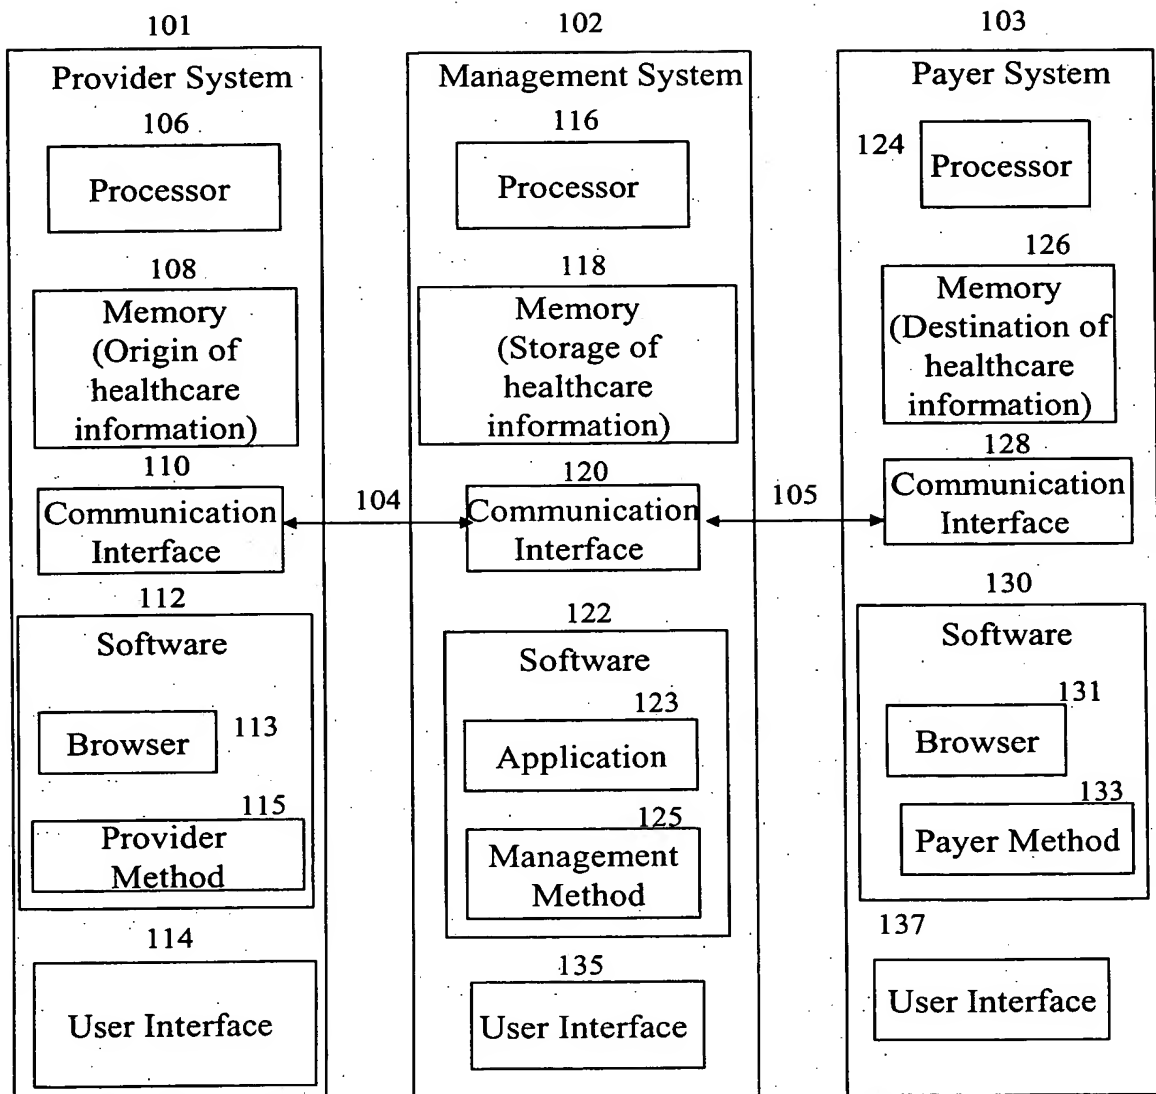 101
Provider System
106
Processor
108
Memory
(Origin of
healthcare
information)
110
Communication
Interface
112
Software
Browser
113
115
Provider
Method
114
User Interface
104
102
Management System
116
Processor
118
Memory
(Storage of
healthcare
information)
120
Communication
Interface
122
Software
123
Application
125
Management
Method
135
User Interface
105
103
Payer System
124
Processor
126
Memory
(Destination of
healthcare
information)
128
Communication
Interface
130
Software
131
Browser
133
Payer Method
137
User Interface